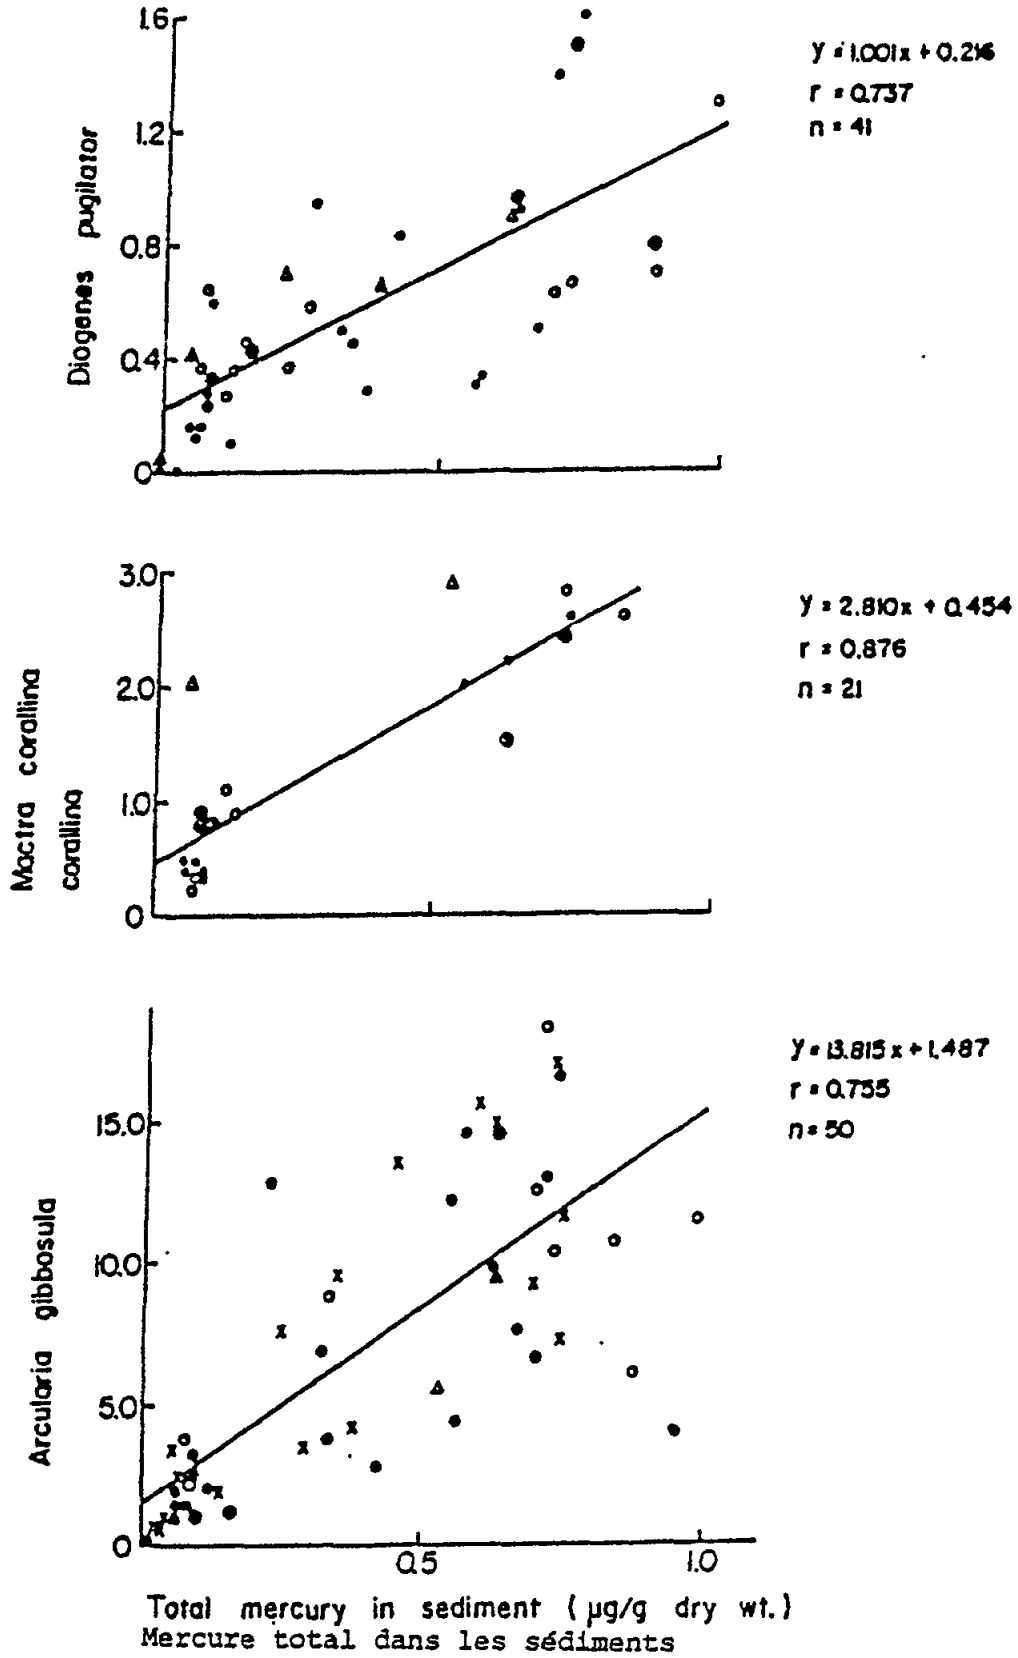 1.6
1.2
0.8
0.4
0
Diogenes pugilator
y = 1.001x + 0.216
r = 0.737
n = 41
3.0
2.0
1.0
0
Mactra corallina
corallina
y = 2.810x + 0.454
r = 0.876
n = 21
15.0
10.0
5.0
0
Arcularia gibbosula
y = 13.815x + 1.487
r = 0.755
n = 50
0.5 1.0
Total mercury in sediment (µg/g dry wt.)
Mercure total dans les sédiments